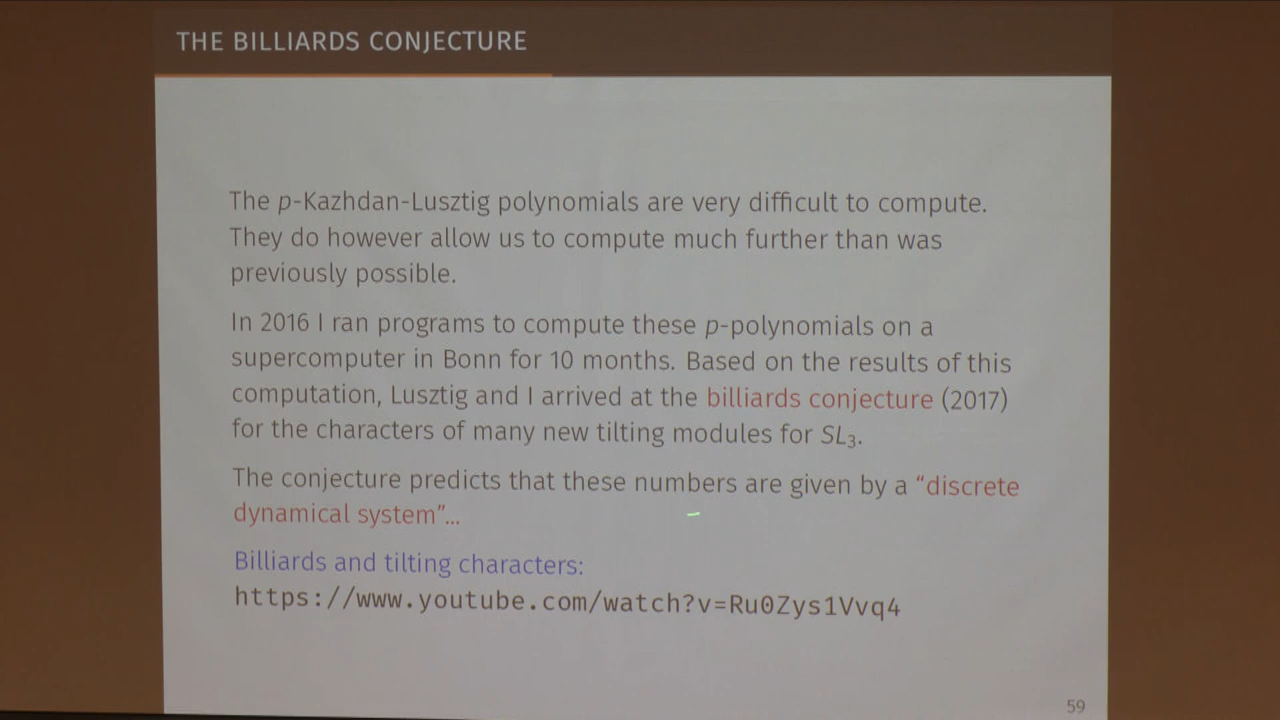 THE BILLIARDS CONJECTURE
The p-Kazhdan-Lusztig polynomials are very difficult to compute.
They do however allow us to compute much further than was
previously possible.
In 2016 I ran programs to compute these p-polynomials on a
supercomputer in Bonn for 10 months. Based on the results of this
computation, Lusztig and I arrived at the billiards conjecture (2017)
for the characters of many new tilting modules for SL₃.
The conjecture predicts that these numbers are given by a “discrete
dynamical system”...
Billiards and tilting characters:
https://www.youtube.com/watch?v=Ru0Zys1Vvq4
59